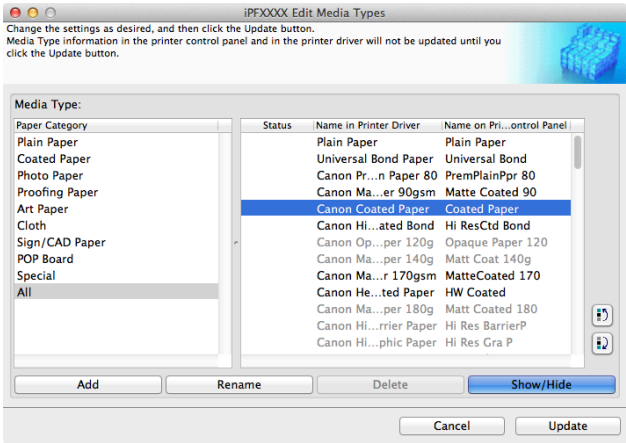 iPFXXXX Edit Media Types
Change the settings as desired, and then click the Update button.
Media Type information in the printer control panel and in the printer driver will not be updated until you
click the Update button.
Media Type:
Paper Category
Plain Paper
Coated Paper
Photo Paper
Proofing Paper
Art Paper
Cloth
Sign/CAD Paper
POP Board
Special
All
Status Name in Printer Driver Name on Pri...ontrol Panel
Plain Paper Plain Paper
Universal Bond Paper Universal Bond
Canon Pr...n Paper 80 PremPlainPpr 80
Canon Ma...er 90gsm Matte Coated 90
Canon Coated Paper Coated Paper
Canon Hi...ated Bond Hi ResCtd Bond
Canon Op...per 120g Opaque Paper 120
Canon Ma...per 140g Matt Coat 140g
Canon Ma...r 170gsm MatteCoated 170
Canon He...ted Paper HW Coated
Canon Ma...per 180g Matt Coated 180
Canon Hi...rrier Paper Hi Res BarrierP
Canon Hi...phic Paper Hi Res Gra P
Add Rename Delete Show/Hide
Cancel Update